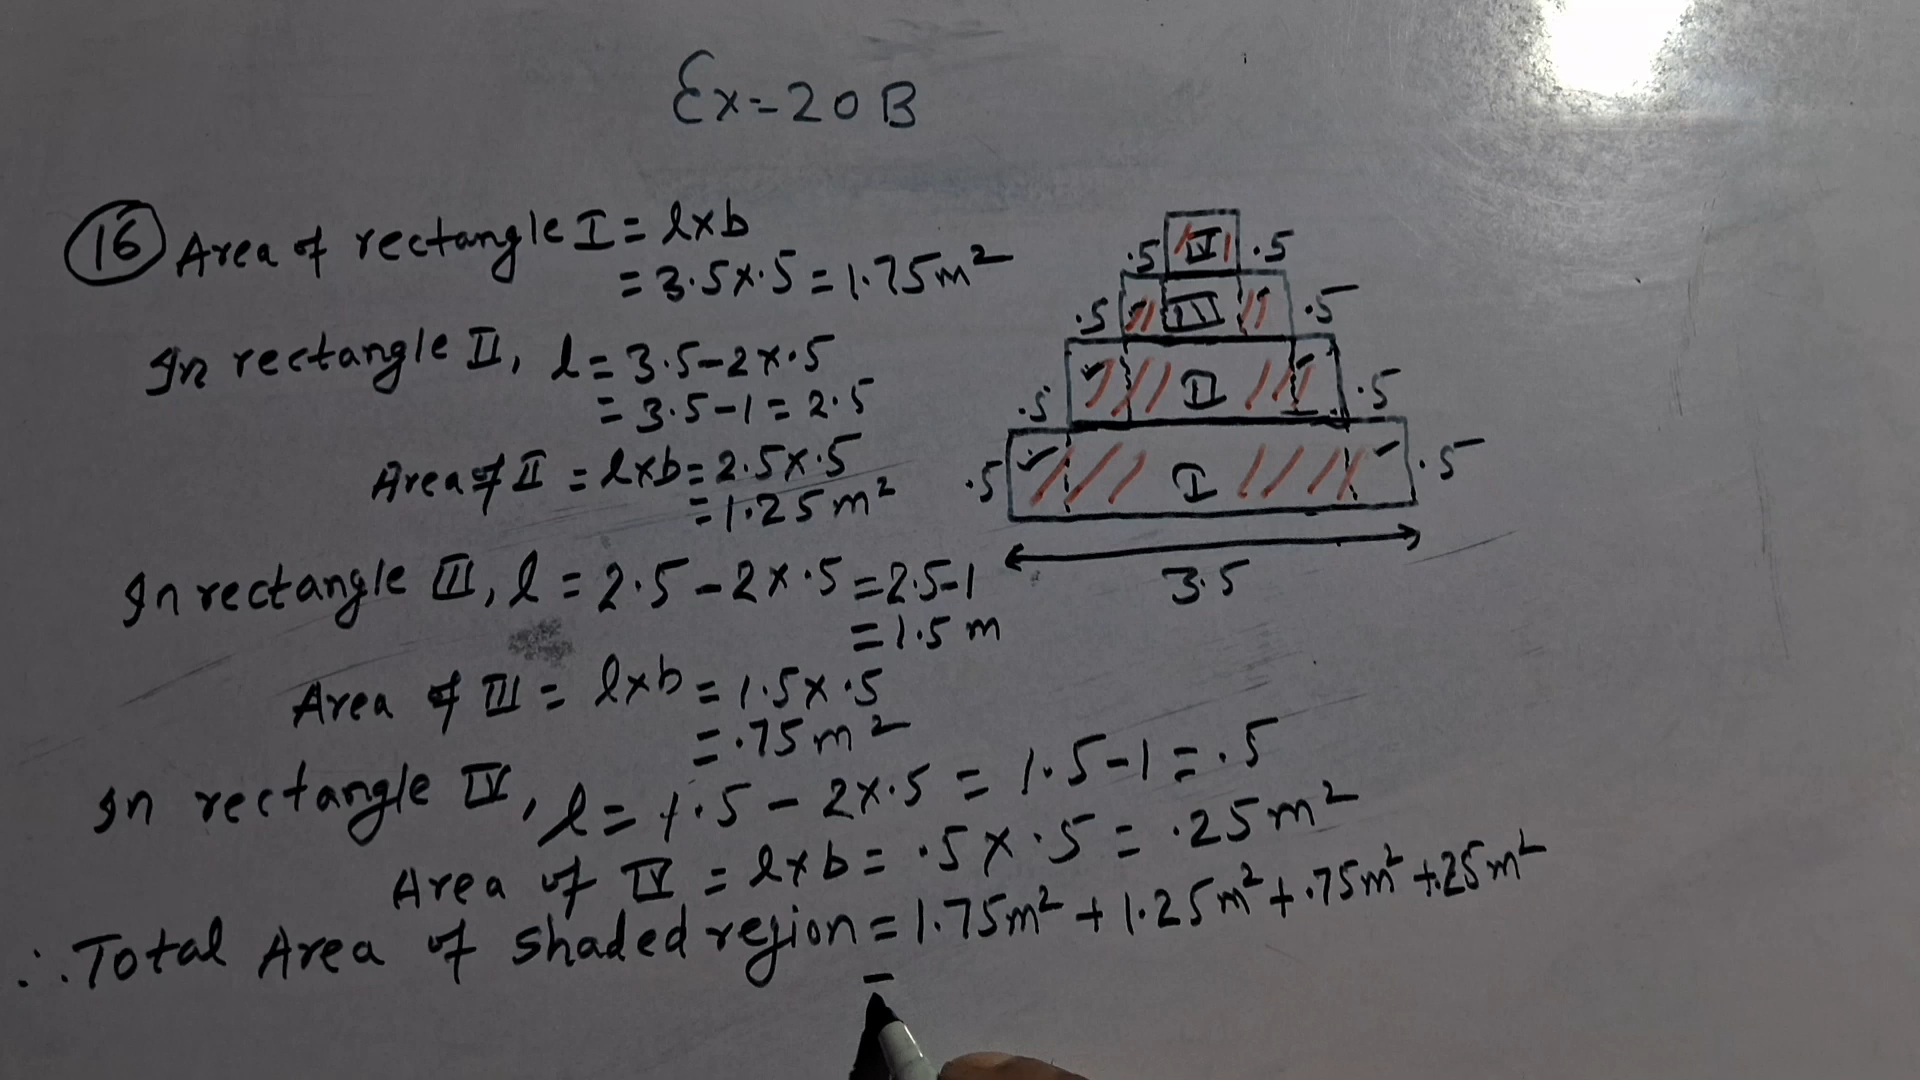 Ex-20B
16 Area of rectangle I = l×b
= 3.5×.5 = 1.75m²
In rectangle II, l = 3.5-2×.5
= 3.5-1 = 2.5
Area of II = l×b = 2.5×.5
= 1.25m²
In rectangle III, l = 2.5-2×.5 = 2.5-1
= 1.5 m
Area of III = l×b = 1.5×.5
= .75m²
In rectangle IV, l = 1.5-2×.5 = 1.5-1 = .5
Area of IV = l×b = .5×.5 = .25m²
∴ Total Area of shaded region = 1.75m² + 1.25m² + .75m² + .25m²
=
.5 IV .5
.5 III .5
.5 II .5
.5 I .5
3.5